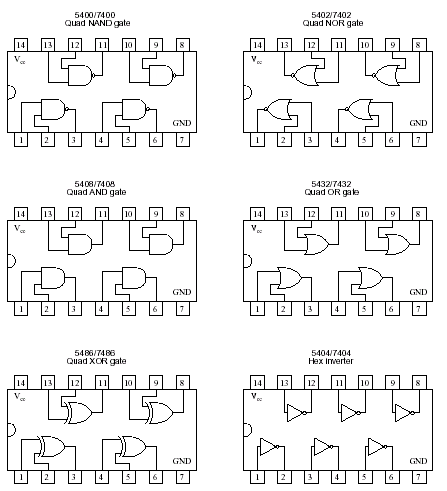 5400/7400
Quad NAND gate
14 13 12 11 10 9 8
Vcc
GND
1 2 3 4 5 6 7
5402/7402
Quad NOR gate
14 13 12 11 10 9 8
Vcc
GND
1 2 3 4 5 6 7
5408/7408
Quad AND gate
14 13 12 11 10 9 8
Vcc
GND
1 2 3 4 5 6 7
5432/7432
Quad OR gate
14 13 12 11 10 9 8
Vcc
GND
1 2 3 4 5 6 7
5486/7486
Quad XOR gate
14 13 12 11 10 9 8
Vcc
GND
1 2 3 4 5 6 7
5404/7404
Hex inverter
14 13 12 11 10 9 8
Vcc
GND
1 2 3 4 5 6 7